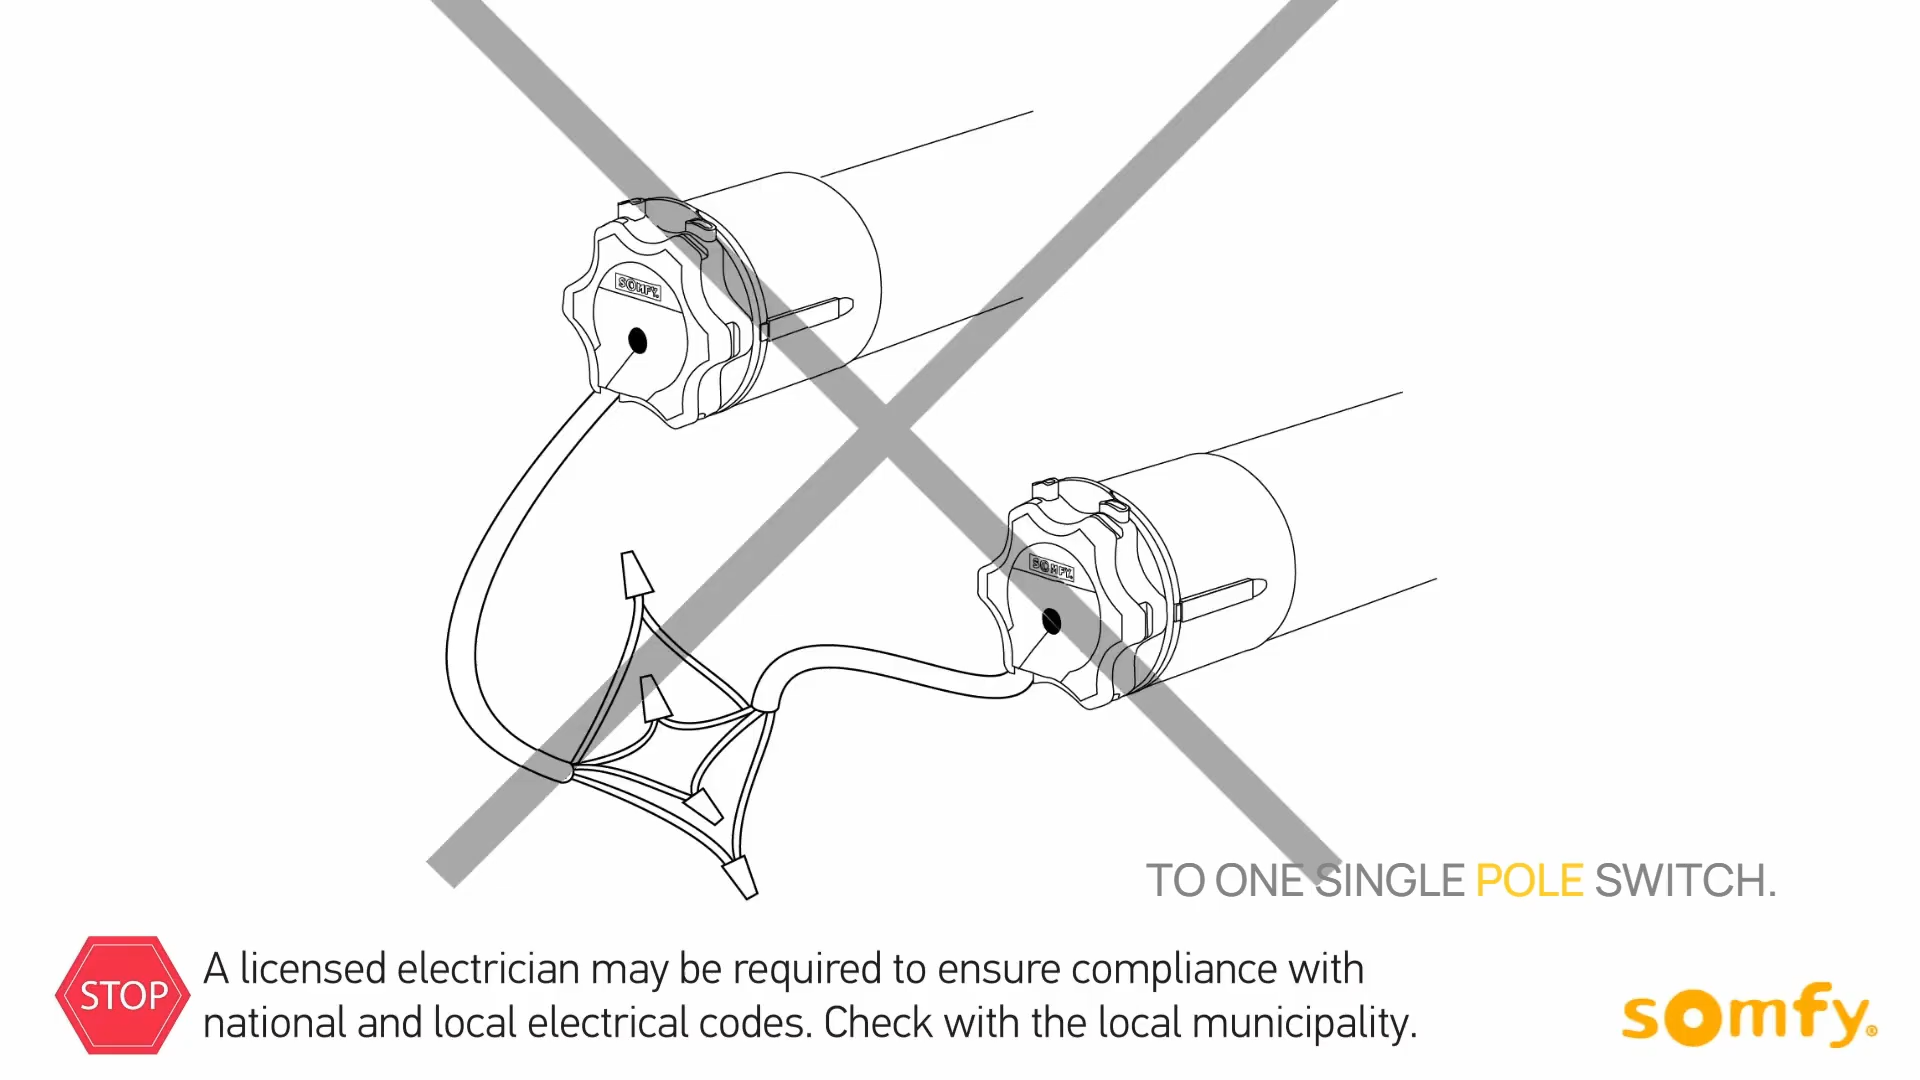 SOMFY.
SOMFY.
TO ONE SINGLE POLE SWITCH.
STOP
A licensed electrician may be required to ensure compliance with
national and local electrical codes. Check with the local municipality.
somfy®